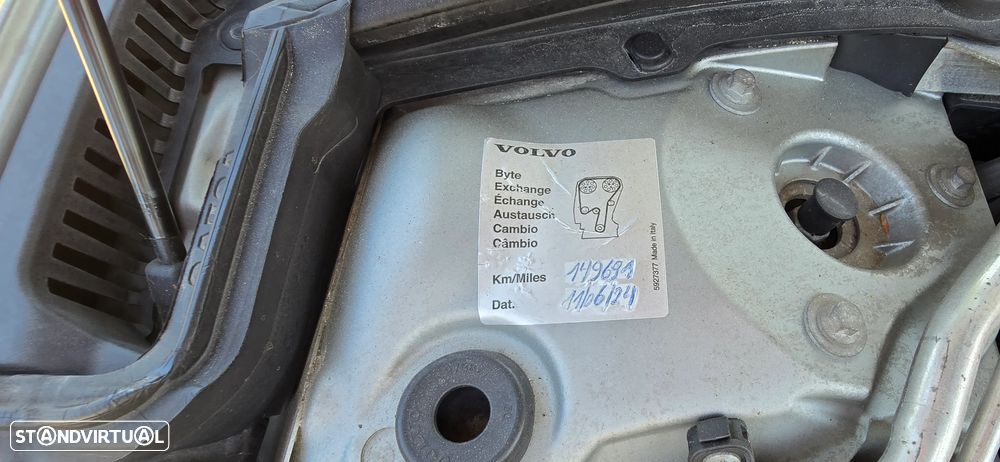 VOLVO
Byte
Exchange
Échange
Austausch
Cambio
Câmbio
Km/Miles 149691
Dat. 11/06/24
5927377 Made in Italy
STANDVIRTUAL